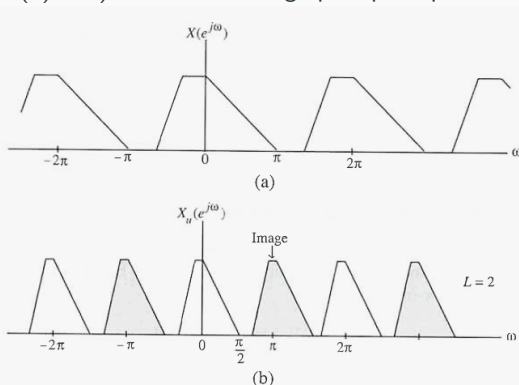 X(e^{jω})
-2π -π 0 π 2π ω
(a)
X_u(e^{jω})
Image
L = 2
-2π -π 0 π/2 π 2π ω
(b)